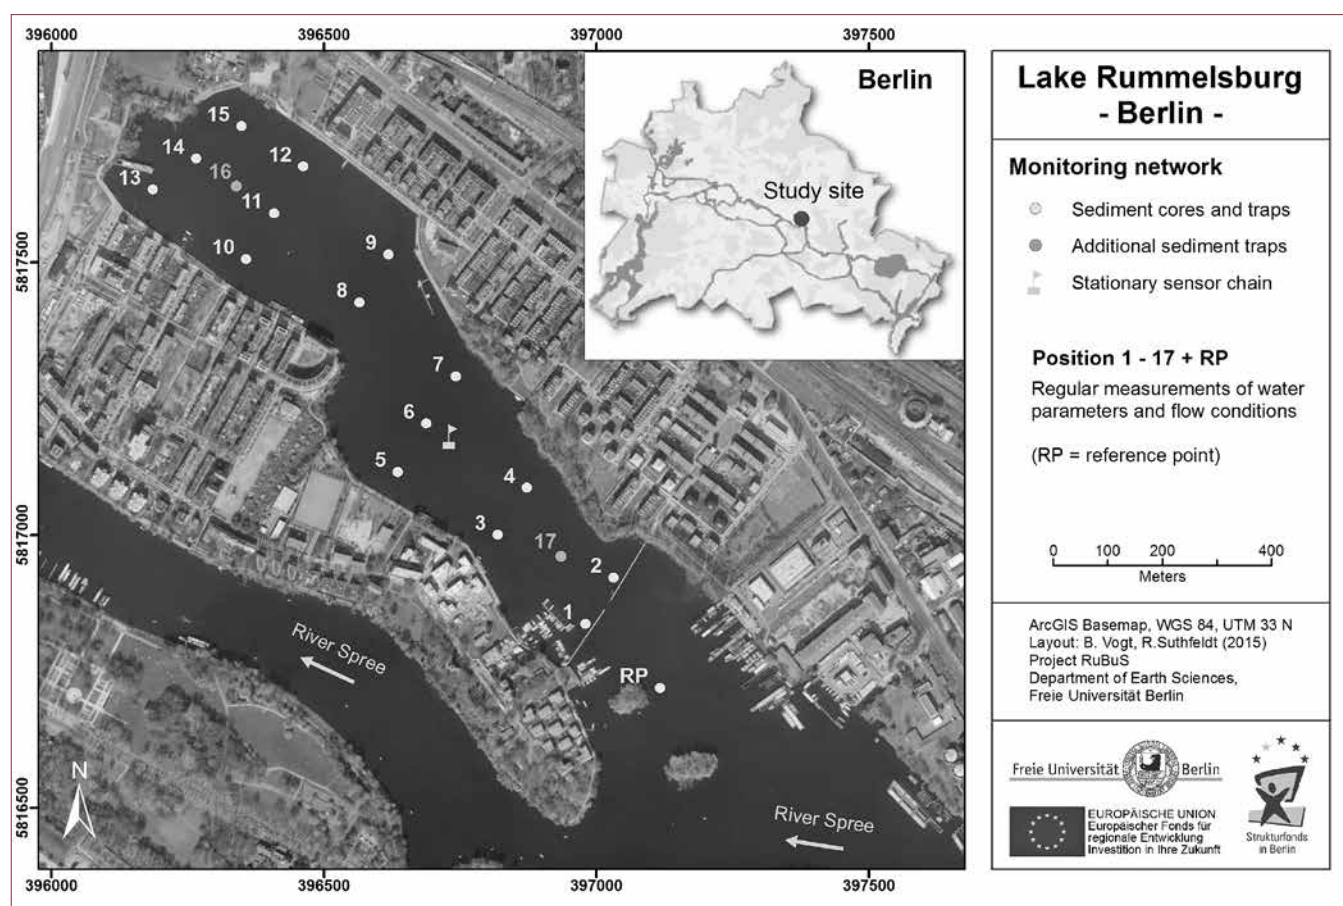 396000
396500
397000
397500
Berlin
Study site
15
14
12
16
13
11
10
9
8
7
6
5
4
3
17
2
1
RP
River Spree
River Spree
N
5817500
5817000
5816500
396000
396500
397000
397500
Lake Rummelsburg
- Berlin -
Monitoring network
Sediment cores and traps
Additional sediment traps
Stationary sensor chain
Position 1 - 17 + RP
Regular measurements of water
parameters and flow conditions
(RP = reference point)
0 100 200 400
Meters
ArcGIS Basemap, WGS 84, UTM 33 N
Layout: B. Vogt, R.Suthfeldt (2015)
Project RuBuS
Department of Earth Sciences,
Freie Universität Berlin
Freie Universität Berlin
EUROPÄISCHE UNION
Europäischer Fonds für
regionale Entwicklung
Investition in Ihre Zukunft
Strukturfonds
in Berlin